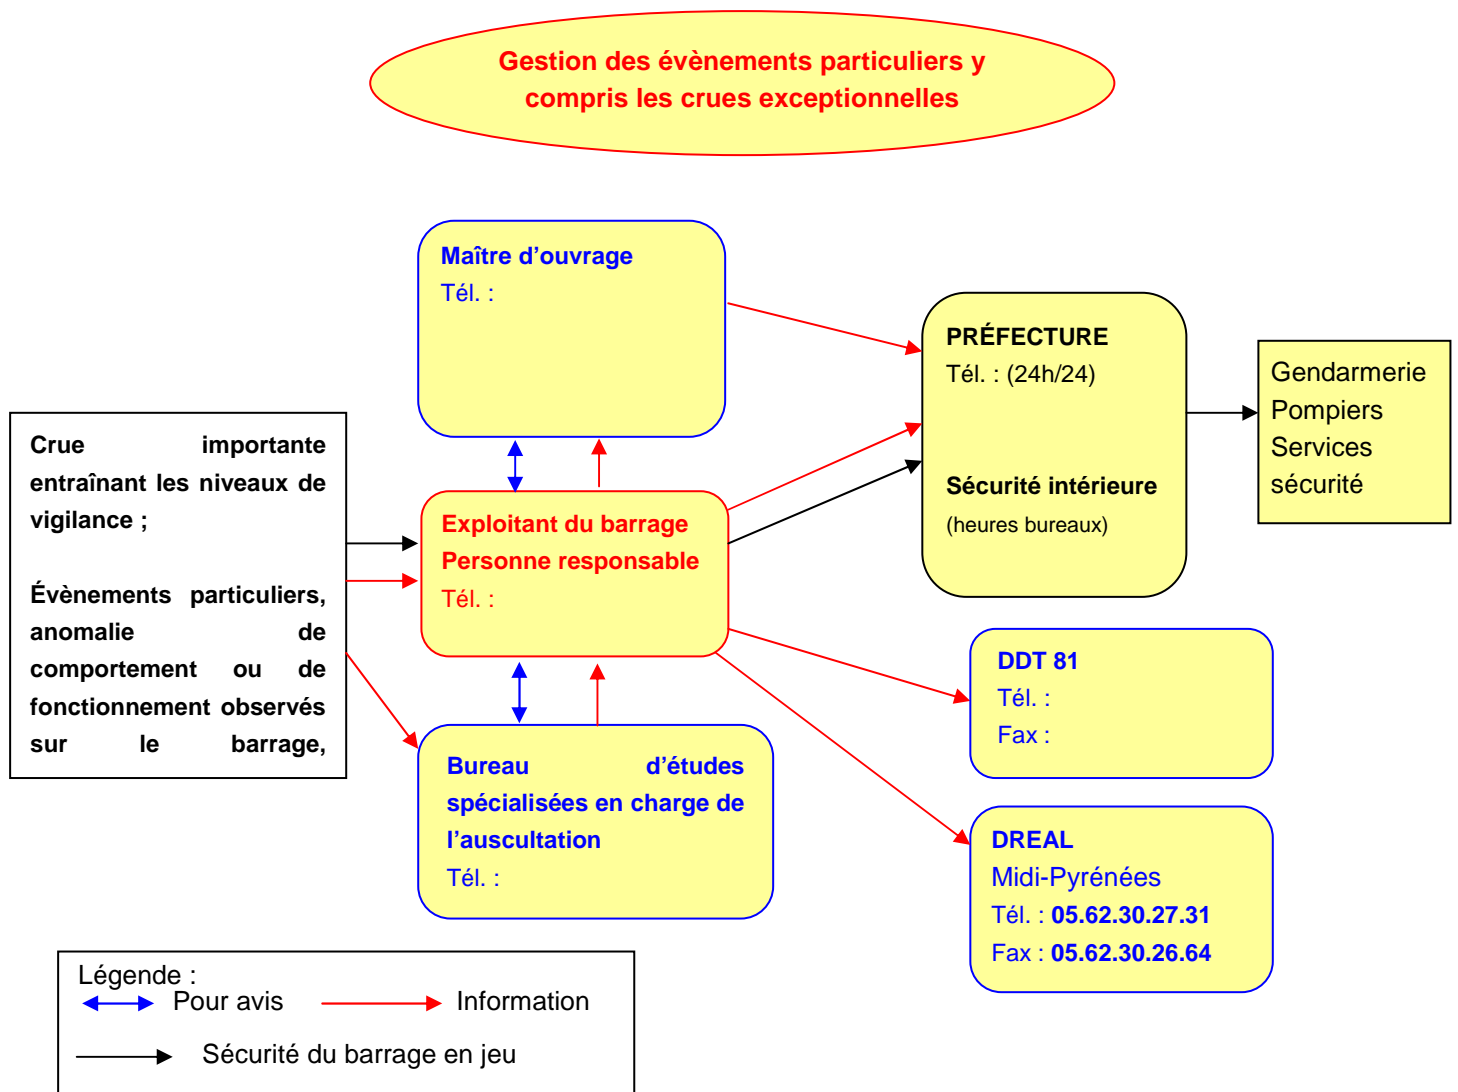 Gestion des évènements particuliers y
compris les crues exceptionnelles
Maître d’ouvrage
Tél. :
PRÉFECTURE
Tél. : (24h/24)
Sécurité intérieure
(heures bureaux)
Gendarmerie
Pompiers
Services
sécurité
Crue importante
entraînant les niveaux de
vigilance ;
Évènements particuliers,
anomalie de
comportement ou de
fonctionnement observés
sur le barrage,
Exploitant du barrage
Personne responsable
Tél. :
DDT 81
Tél. :
Fax :
Bureau d’études
spécialisées en charge de
l’auscultation
Tél. :
DREAL
Midi-Pyrénées
Tél. : 05.62.30.27.31
Fax : 05.62.30.26.64
Légende :
Pour avis
Information
Sécurité du barrage en jeu